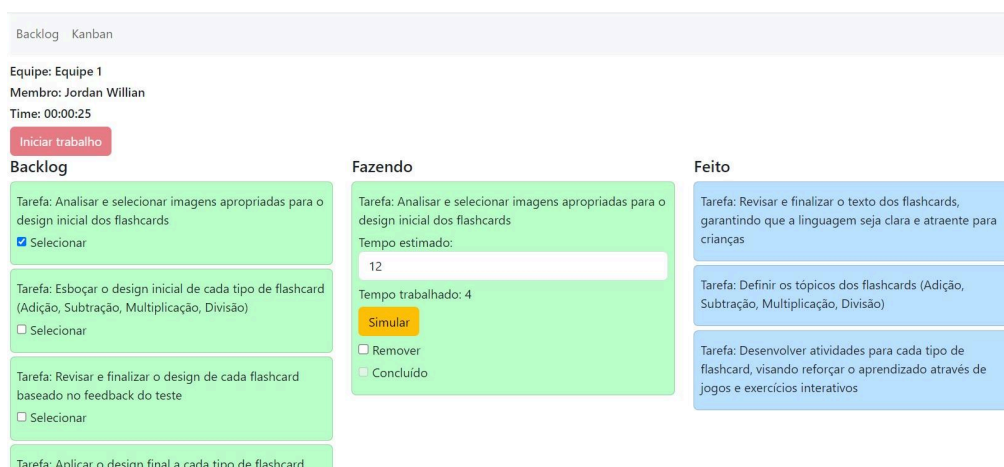 Backlog Kanban
Equipe: Equipe 1
Membro: Jordan Willian
Time: 00:00:25
Iniciar trabalho
Backlog
Tarefa: Analisar e selecionar imagens apropriadas para o
design inicial dos flashcards
Selecionar
Tarefa: Esboçar o design inicial de cada tipo de flashcard
(Adição, Subtração, Multiplicação, Divisão)
Selecionar
Tarefa: Revisar e finalizar o design de cada flashcard
baseado no feedback do teste
Selecionar
Tarefa: Aplicar o design final a cada tipo de flashcard
Fazendo
Tarefa: Analisar e selecionar imagens apropriadas para o
design inicial dos flashcards
Tempo estimado:
12
Tempo trabalhado: 4
Simular
Remover
Concluído
Feito
Tarefa: Revisar e finalizar o texto dos flashcards,
garantindo que a linguagem seja clara e atraente para
crianças
Tarefa: Definir os tópicos dos flashcards (Adição,
Subtração, Multiplicação, Divisão)
Tarefa: Desenvolver atividades para cada tipo de
flashcard, visando reforçar o aprendizado através de
jogos e exercícios interativos